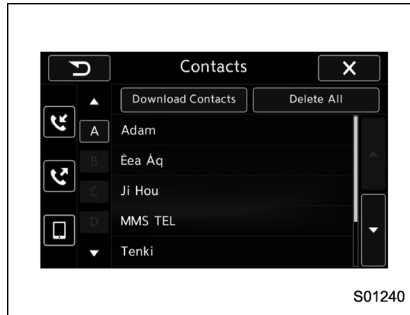 Contacts
Download Contacts Delete All
A Adam
B Èea Áq
C Ji Hou
D MMS TEL
Tenki
S01240